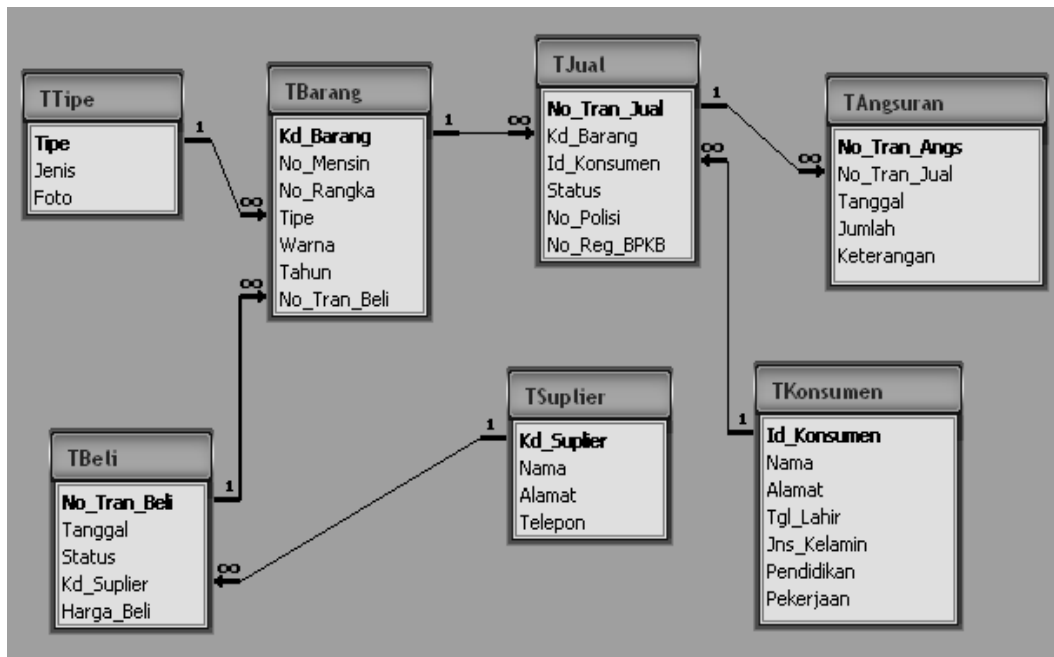 TTipe
Tipe
Jenis
Foto
TBarang
Kd_Barang
No_Mensin
No_Rangka
Tipe
Warna
Tahun
No_Tran_Beli
TJual
No_Tran_Jual
Kd_Barang
Id_Konsumen
Status
No_Polisi
No_Reg_BPKB
TAngsuran
No_Tran_Angs
No_Tran_Jual
Tanggal
Jumlah
Keterangan
TBeli
No_Tran_Beli
Tanggal
Status
Kd_Suplier
Harga_Beli
TSuplier
Kd_Suplier
Nama
Alamat
Telepon
TKonsumen
Id_Konsumen
Nama
Alamat
Tgl_Lahir
Jns_Kelamin
Pendidikan
Pekerjaan
1
∞
1
∞
1
∞
∞
1
∞
1
1
∞